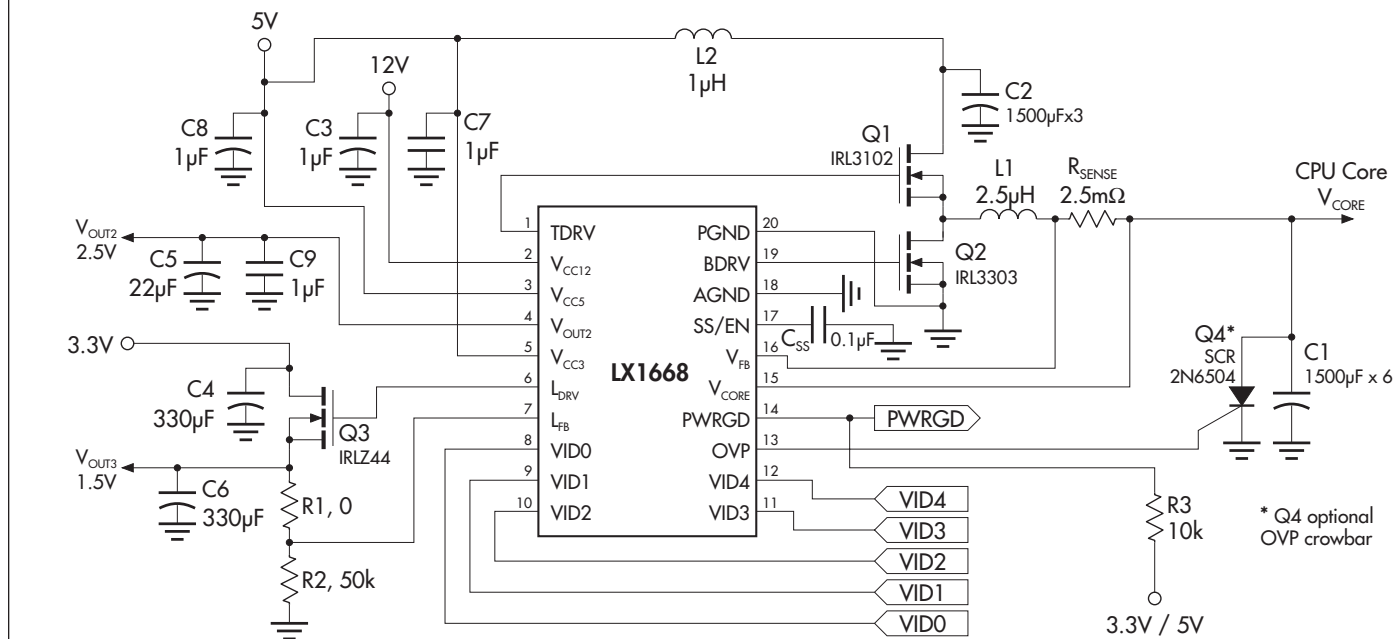 5V
12V
L2
1µH
C2
1500µFx3
C8
1µF
C3
1µF
C7
1µF
Q1
IRL3102
L1
2.5µH
RSENSE
2.5mΩ
CPU Core
VCORE
VOUT2
2.5V
C5
22µF
C9
1µF
Q2
IRL3303
1 TDRV
2 VCC12
3 VCC5
4 VOUT2
5 VCC3
6 LDRV
7 LFB
8 VID0
9 VID1
10 VID2
LX1668
PGND 20
BDRV 19
AGND 18
SS/EN 17
VFB 16
VCORE 15
PWRGD 14
OVP 13
VID4 12
VID3 11
CSS
0.1µF
3.3V
C4
330µF
Q3
IRLZ44
VOUT3
1.5V
C6
330µF
R1, 0
R2, 50k
Q4*
SCR
2N6504
C1
1500µF x 6
PWRGD
VID4
VID3
VID2
VID1
VID0
R3
10k
3.3V / 5V
* Q4 optional
OVP crowbar